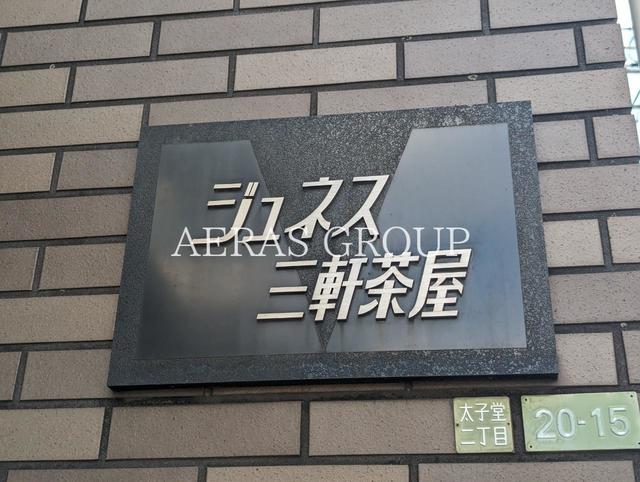 ジュネス
AERAS GROUP
三軒茶屋
太子堂
二丁目
20-15